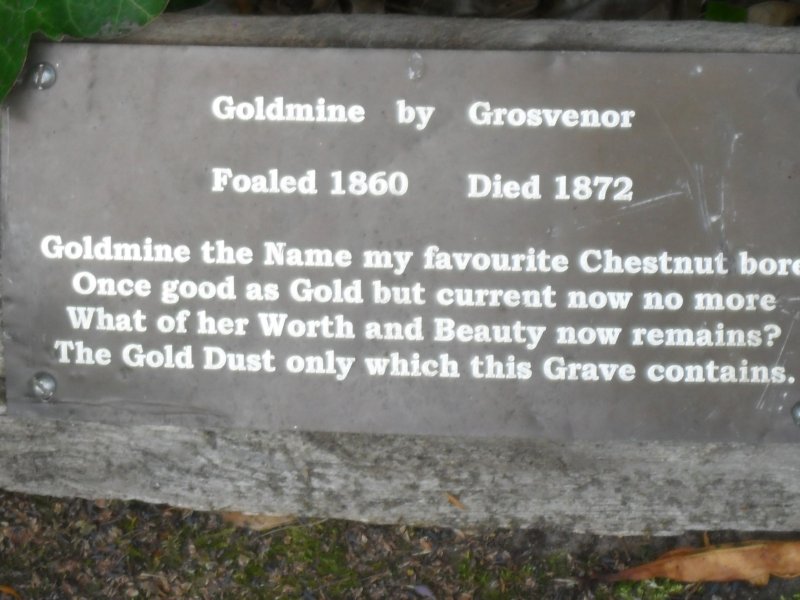 Goldmine by Grosvenor
Foaled 1860 Died 1872
Goldmine the Name my favourite Chestnut bore
Once good as Gold but current now no more
What of her Worth and Beauty now remains?
The Gold Dust only which this Grave contains.